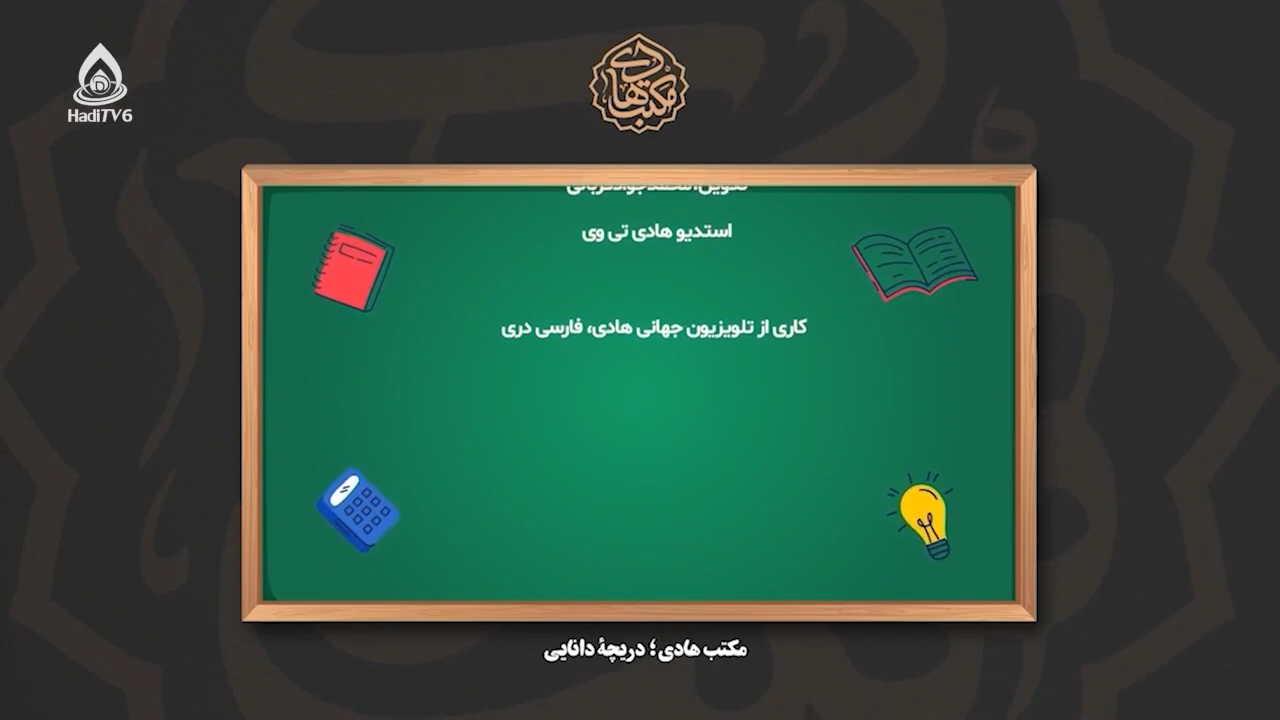 HadiTV6
مکتب هادی
استدیو هادی تی وی
کاری از تلویزیون جهانی هادی، فارسی دری
مکتب هادی؛ دریچهٔ دانایی